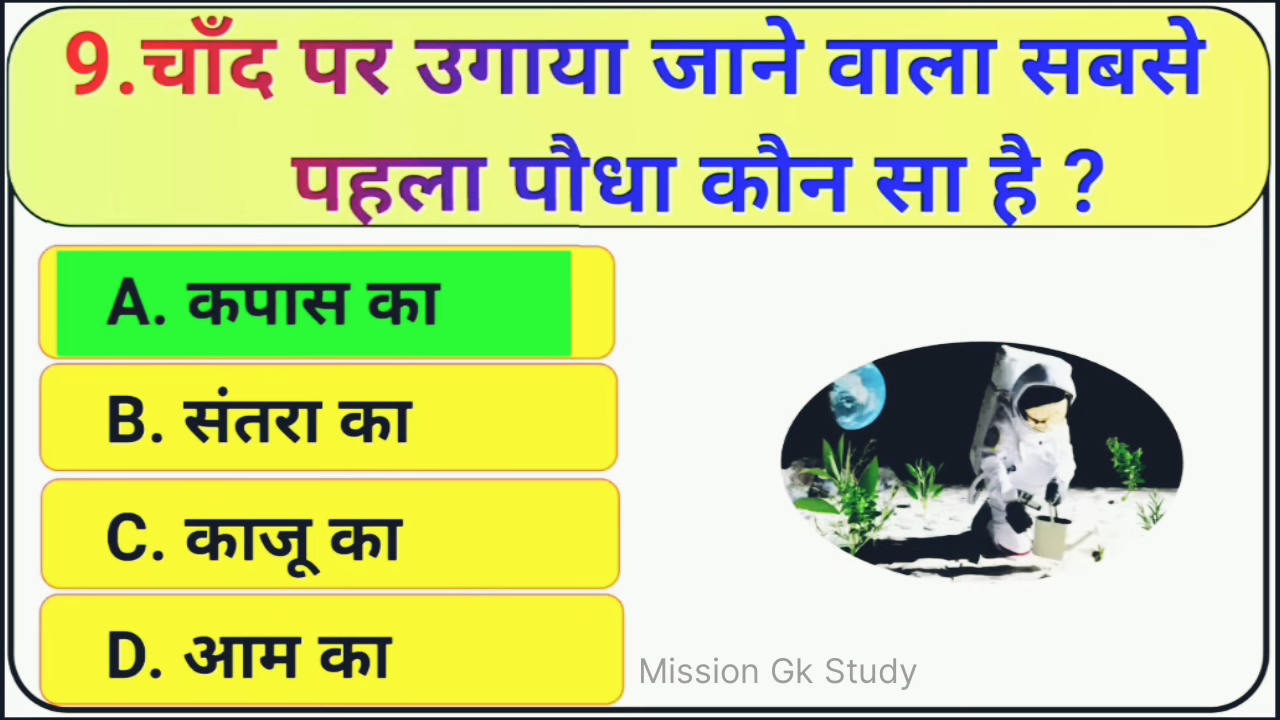 9.चाँद पर उगाया जाने वाला सबसे
पहला पौधा कौन सा है ?
A. कपास का
B. संतरा का
C. काजू का
D. आम का
Mission Gk Study